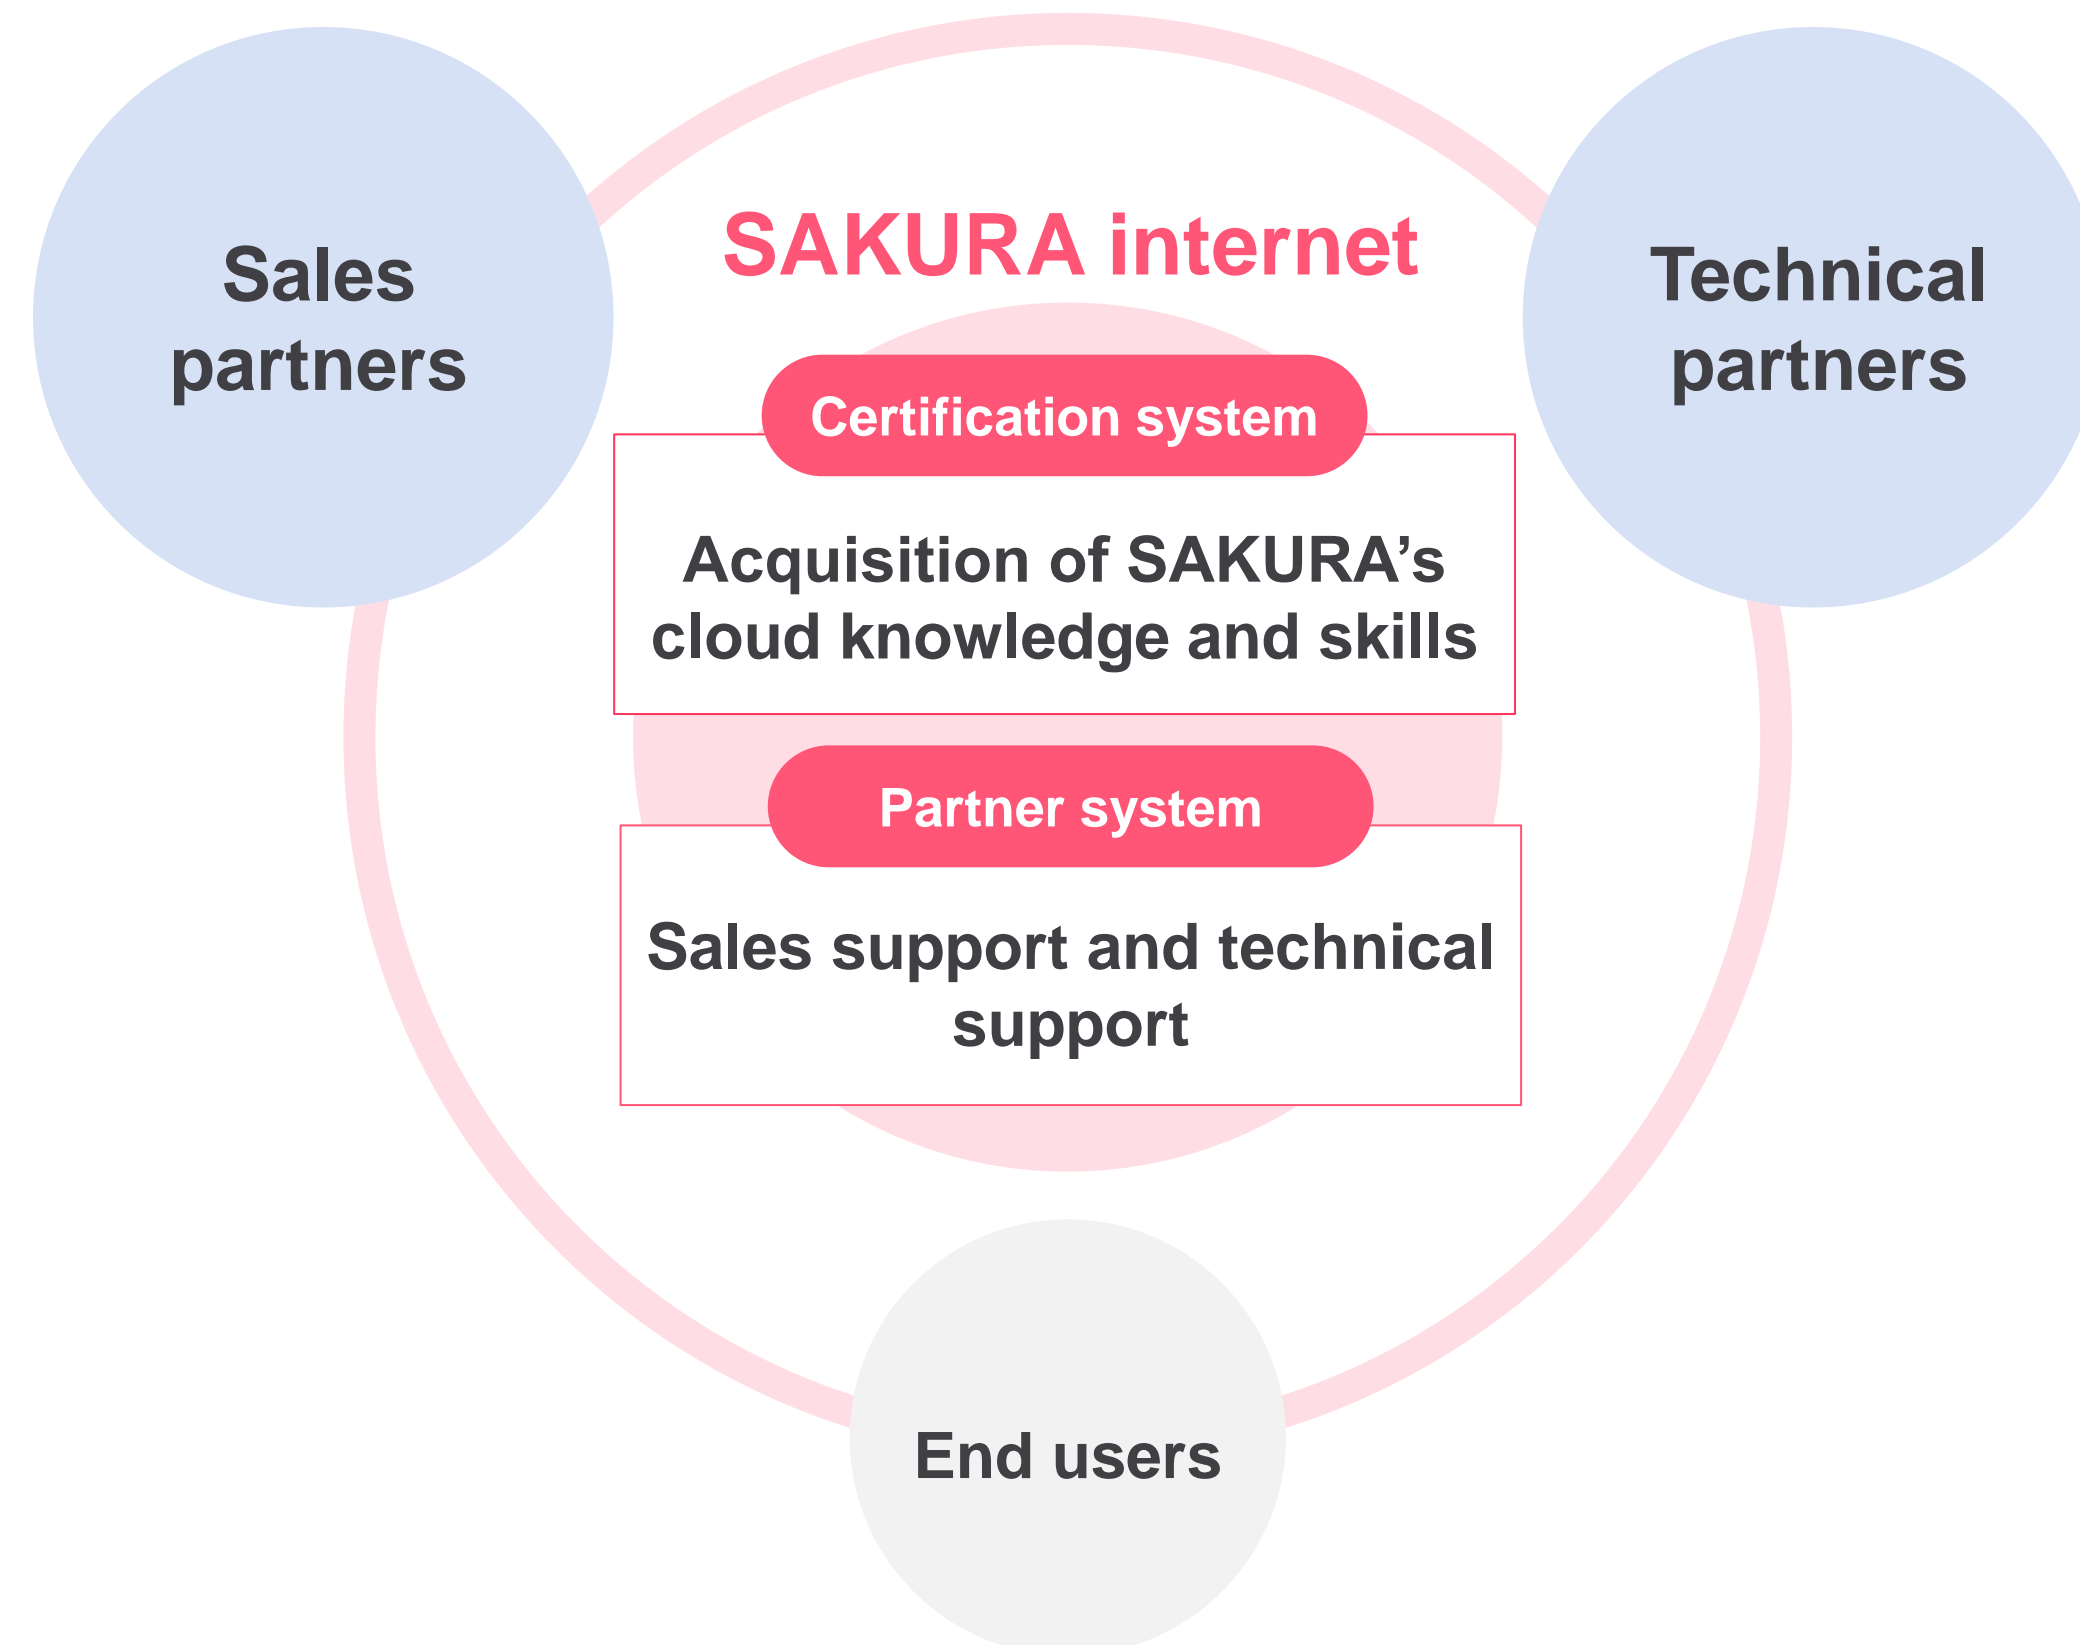 SAKURA internet
Sales
partners
Technical
partners
Certification system
Acquisition of SAKURA’s
cloud knowledge and skills
Partner system
Sales support and technical
support
End users